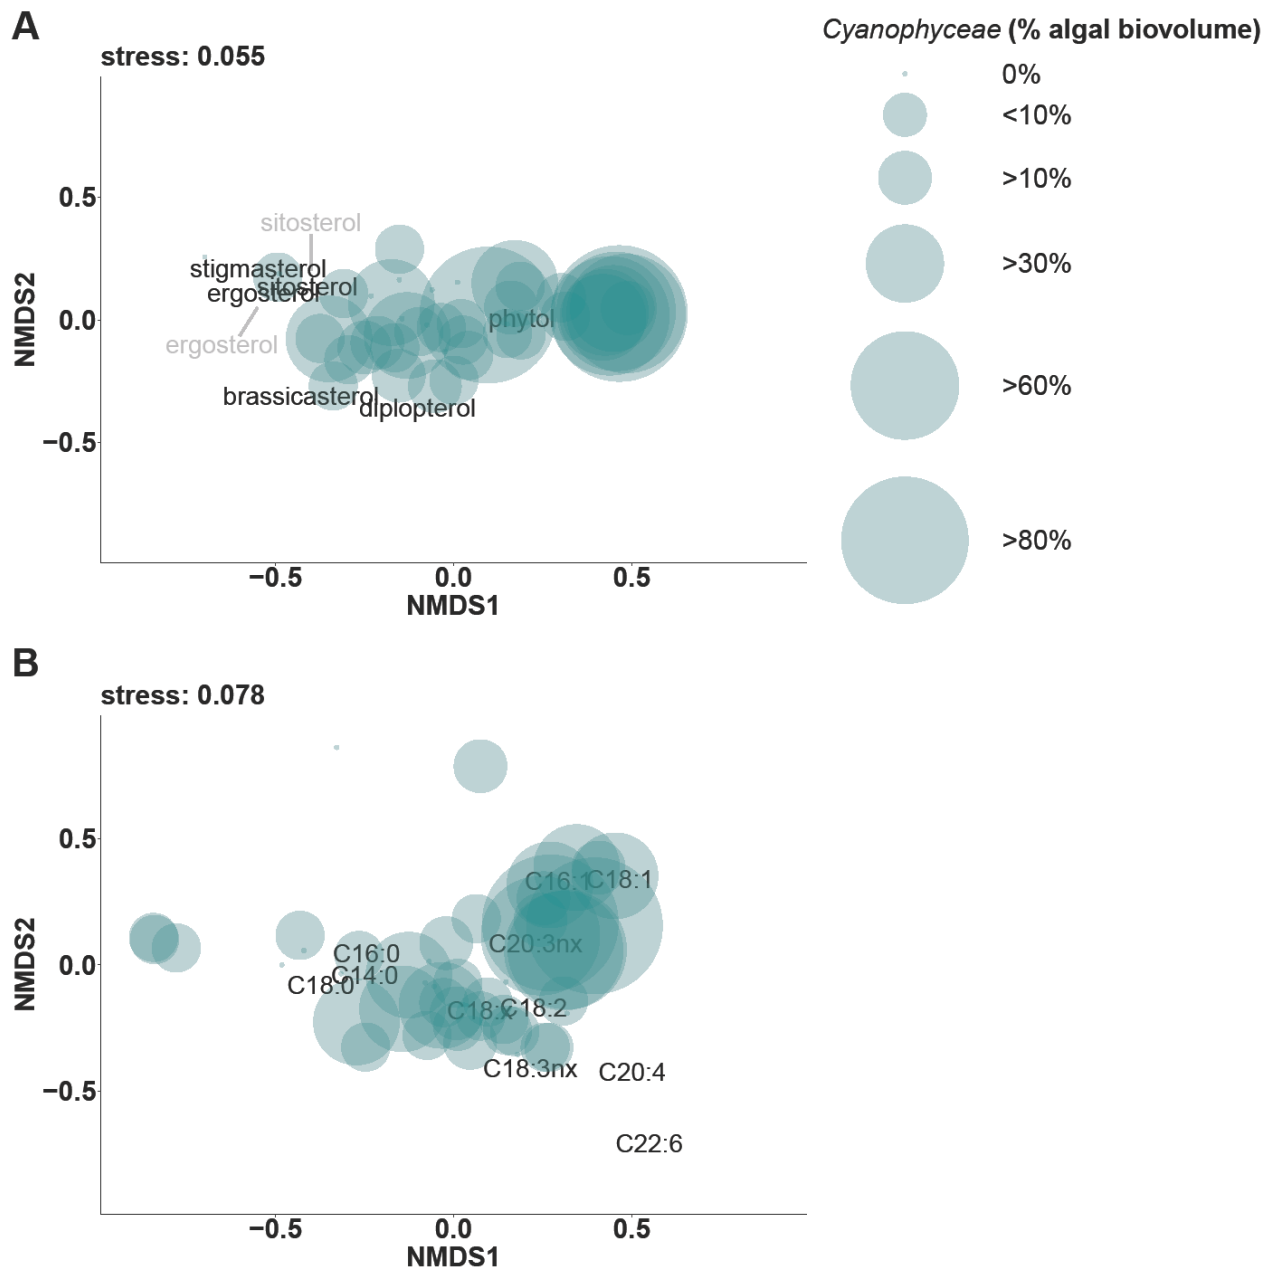 A
stress: 0.055
Cyanophyceae (% algal biovolume)
0%
<10%
>10%
>30%
>60%
>80%
0.5
0.0
−0.5
NMDS2
sitosterol
stigmasterol
sitosterol
ergosterol
phytol
ergosterol
brassicasterol
diplopterol
−0.5
0.0
0.5
NMDS1
B
stress: 0.078
0.5
0.0
−0.5
NMDS2
C16:1
C18:1
C20:3nx
C16:0
C14:0
C18:0
C18:x
C18:2
C18:3nx
C20:4
C22:6
−0.5
0.0
0.5
NMDS1